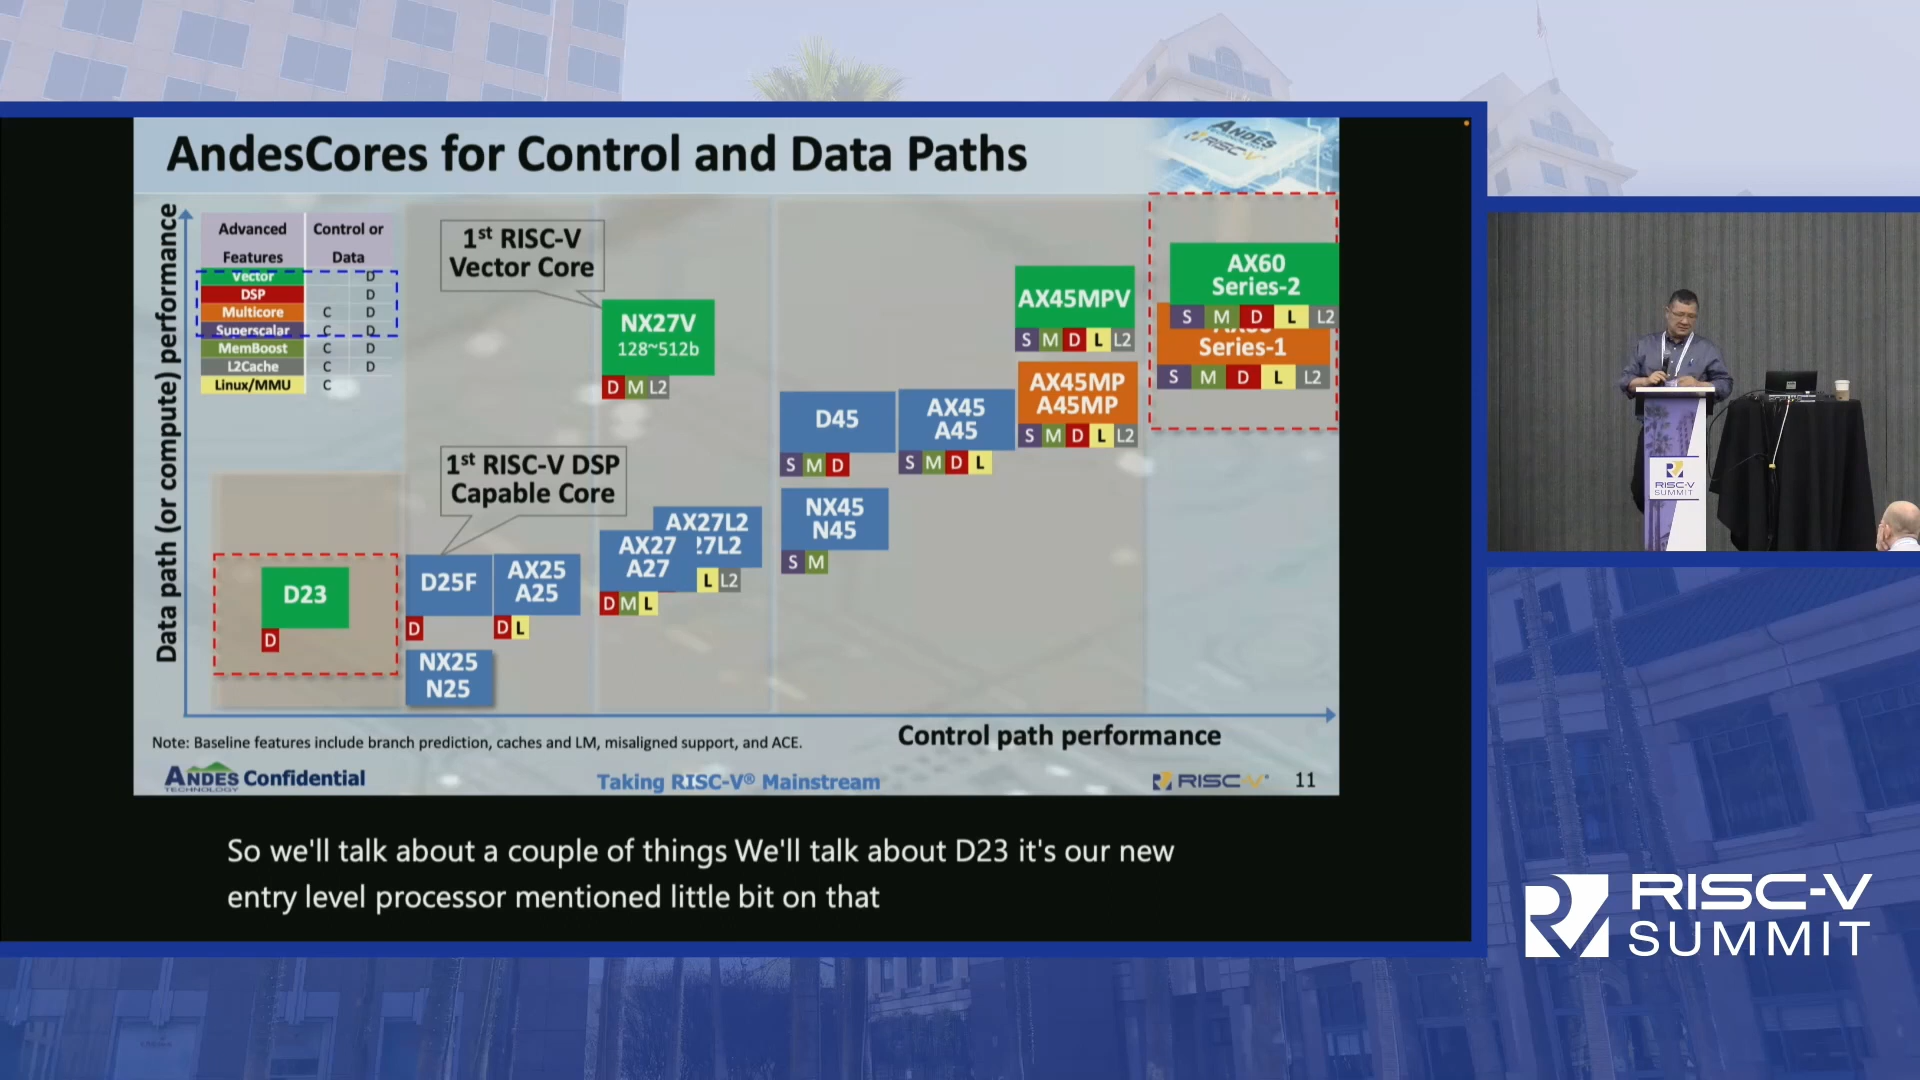 AndesCores for Control and Data Paths
ANDES
RISC-V
Data path (or compute) performance
Advanced Features
Control or Data
Vector D
DSP D
Multicore C D
Superscalar C D
MemBoost C D
L2Cache C D
Linux/MMU C
1st RISC-V
Vector Core
NX27V
128~512b
D M L2
1st RISC-V DSP
Capable Core
D23
D
D25F
D
AX25
A25
D L
NX25
N25
AX27L2
27L2
L L2
AX27
A27
D M L
D45
S M D
AX45
A45
S M D L
NX45
N45
S M
AX45MPV
S M D L L2
AX45MP
A45MP
S M D L L2
AX60
Series-2
S M D L L2
Series-1
S M D L L2
Control path performance
Note: Baseline features include branch prediction, caches and LM, misaligned support, and ACE.
ANDES TECHNOLOGY Confidential
Taking RISC-V® Mainstream
RISC-V®
11
So we'll talk about a couple of things We'll talk about D23 it's our new
entry level processor mentioned little bit on that
RISC-V
SUMMIT
RISC-V
SUMMIT